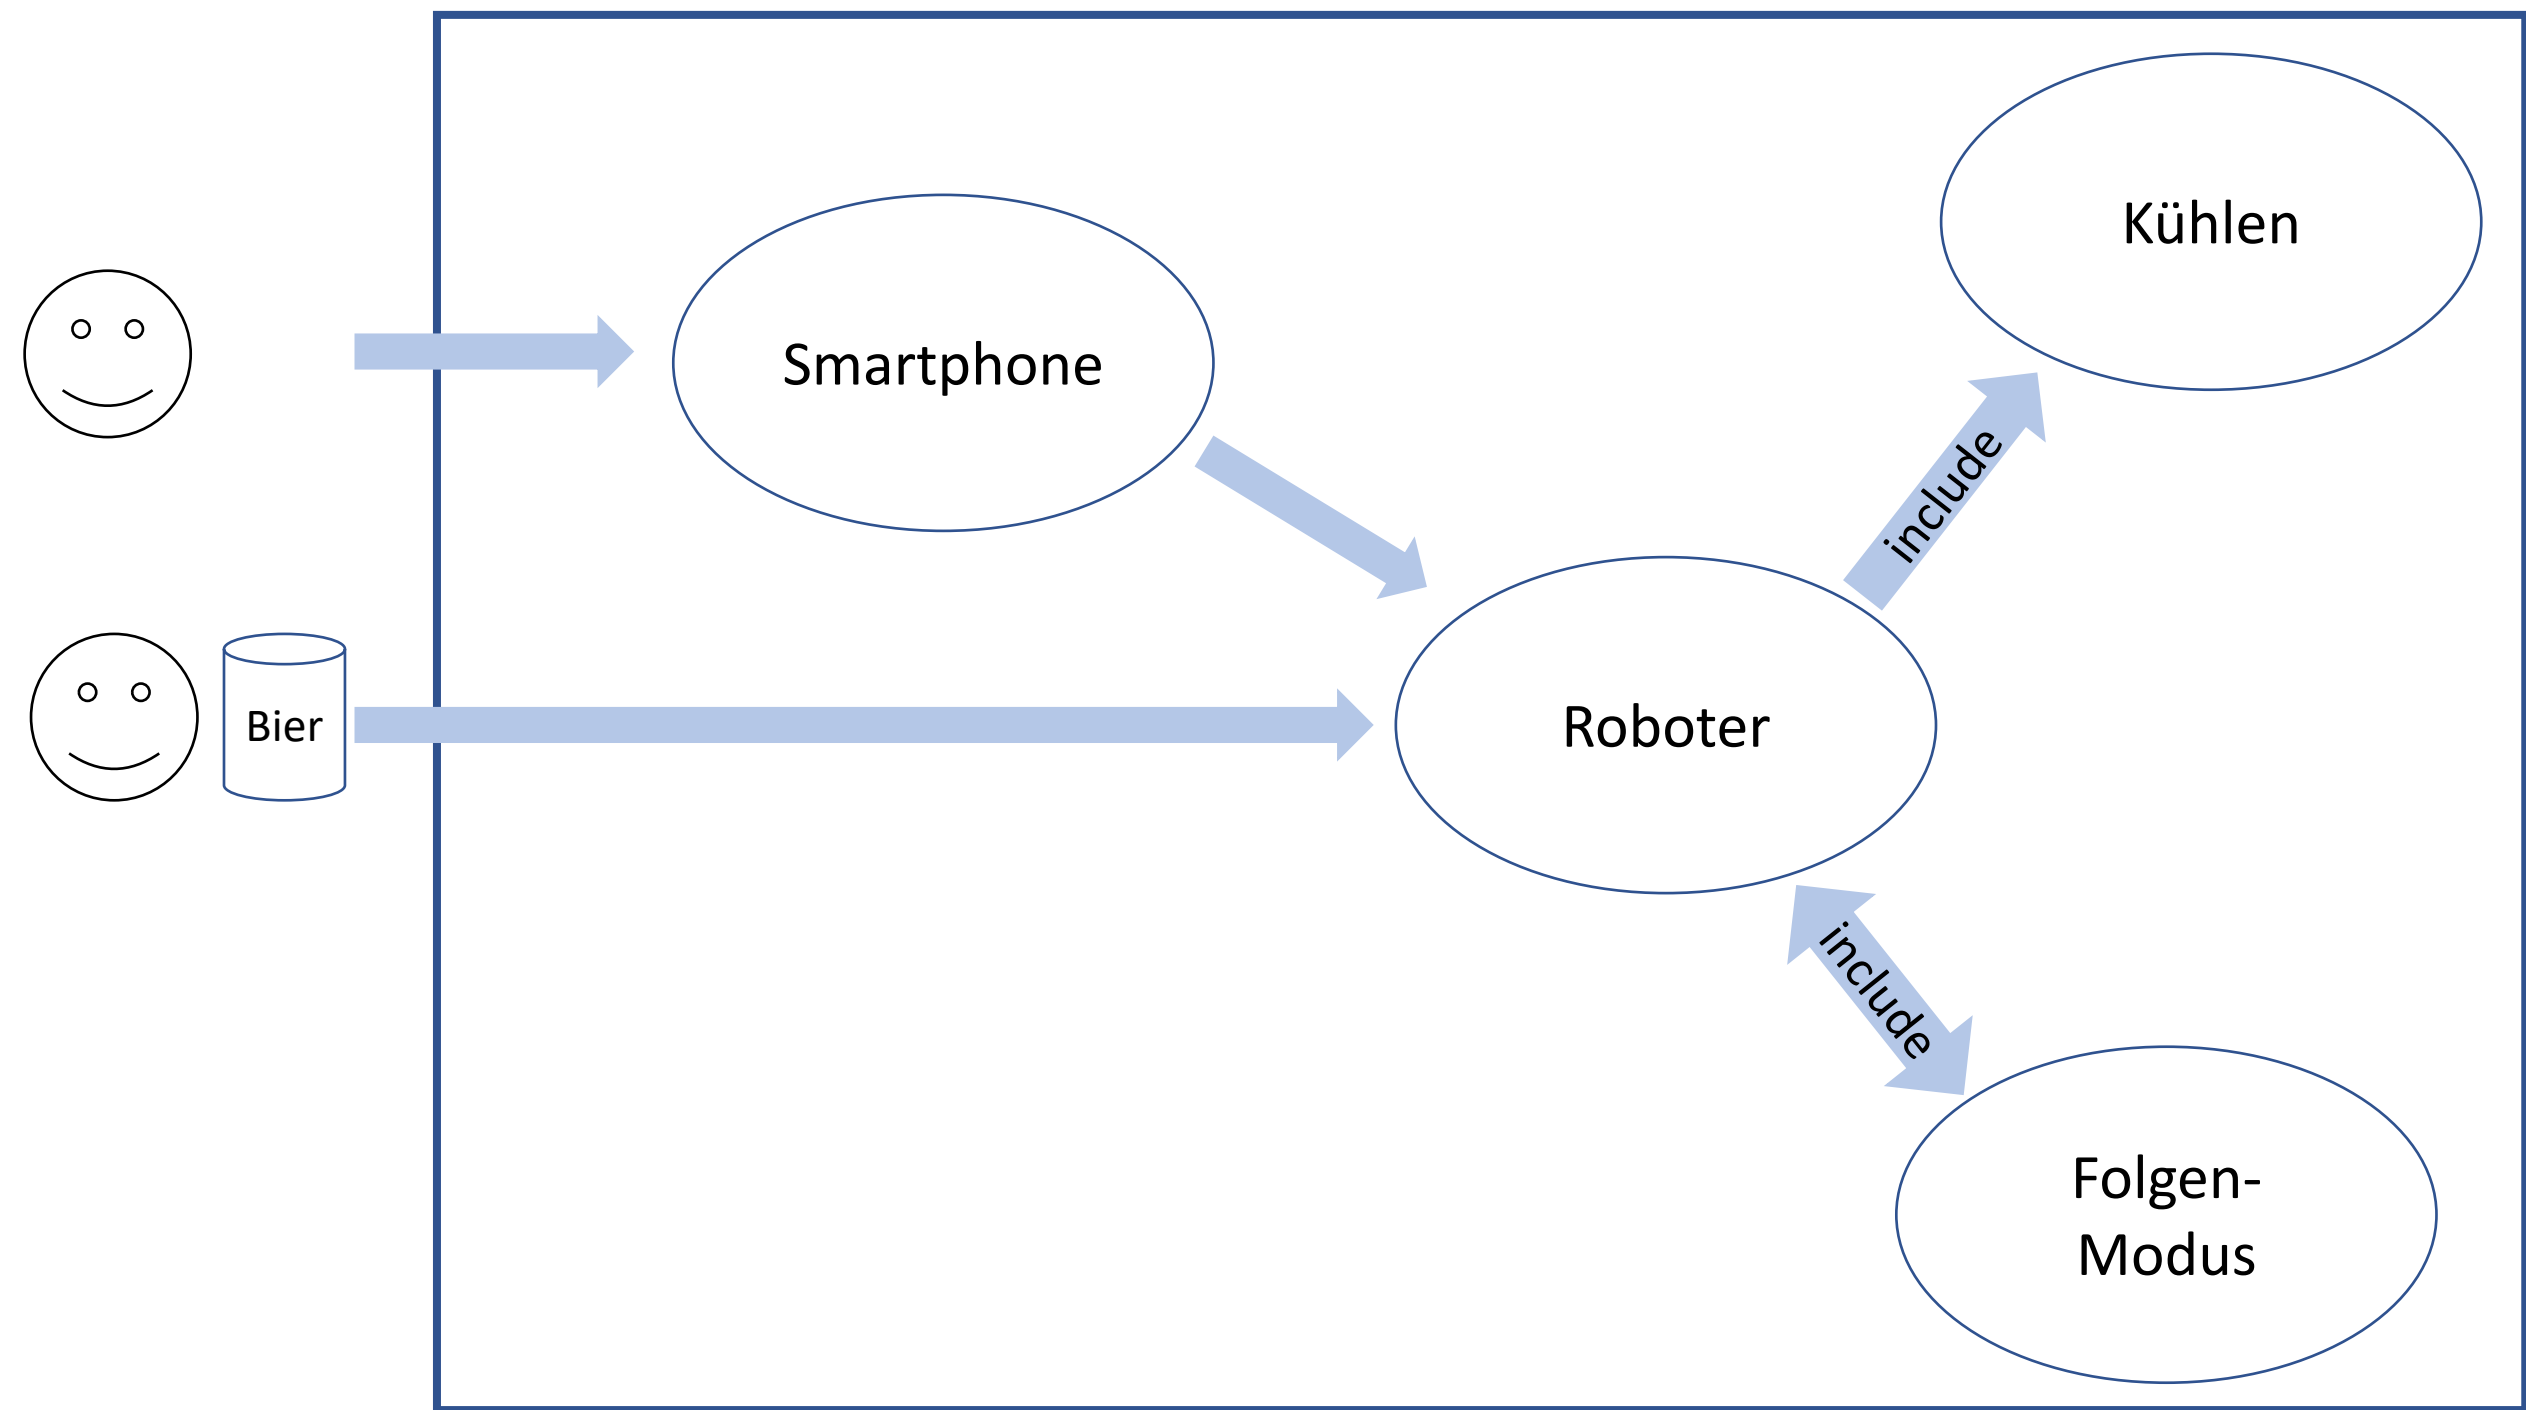 Kühlen
Smartphone
include
Bier
Roboter
include
Folgen-
Modus